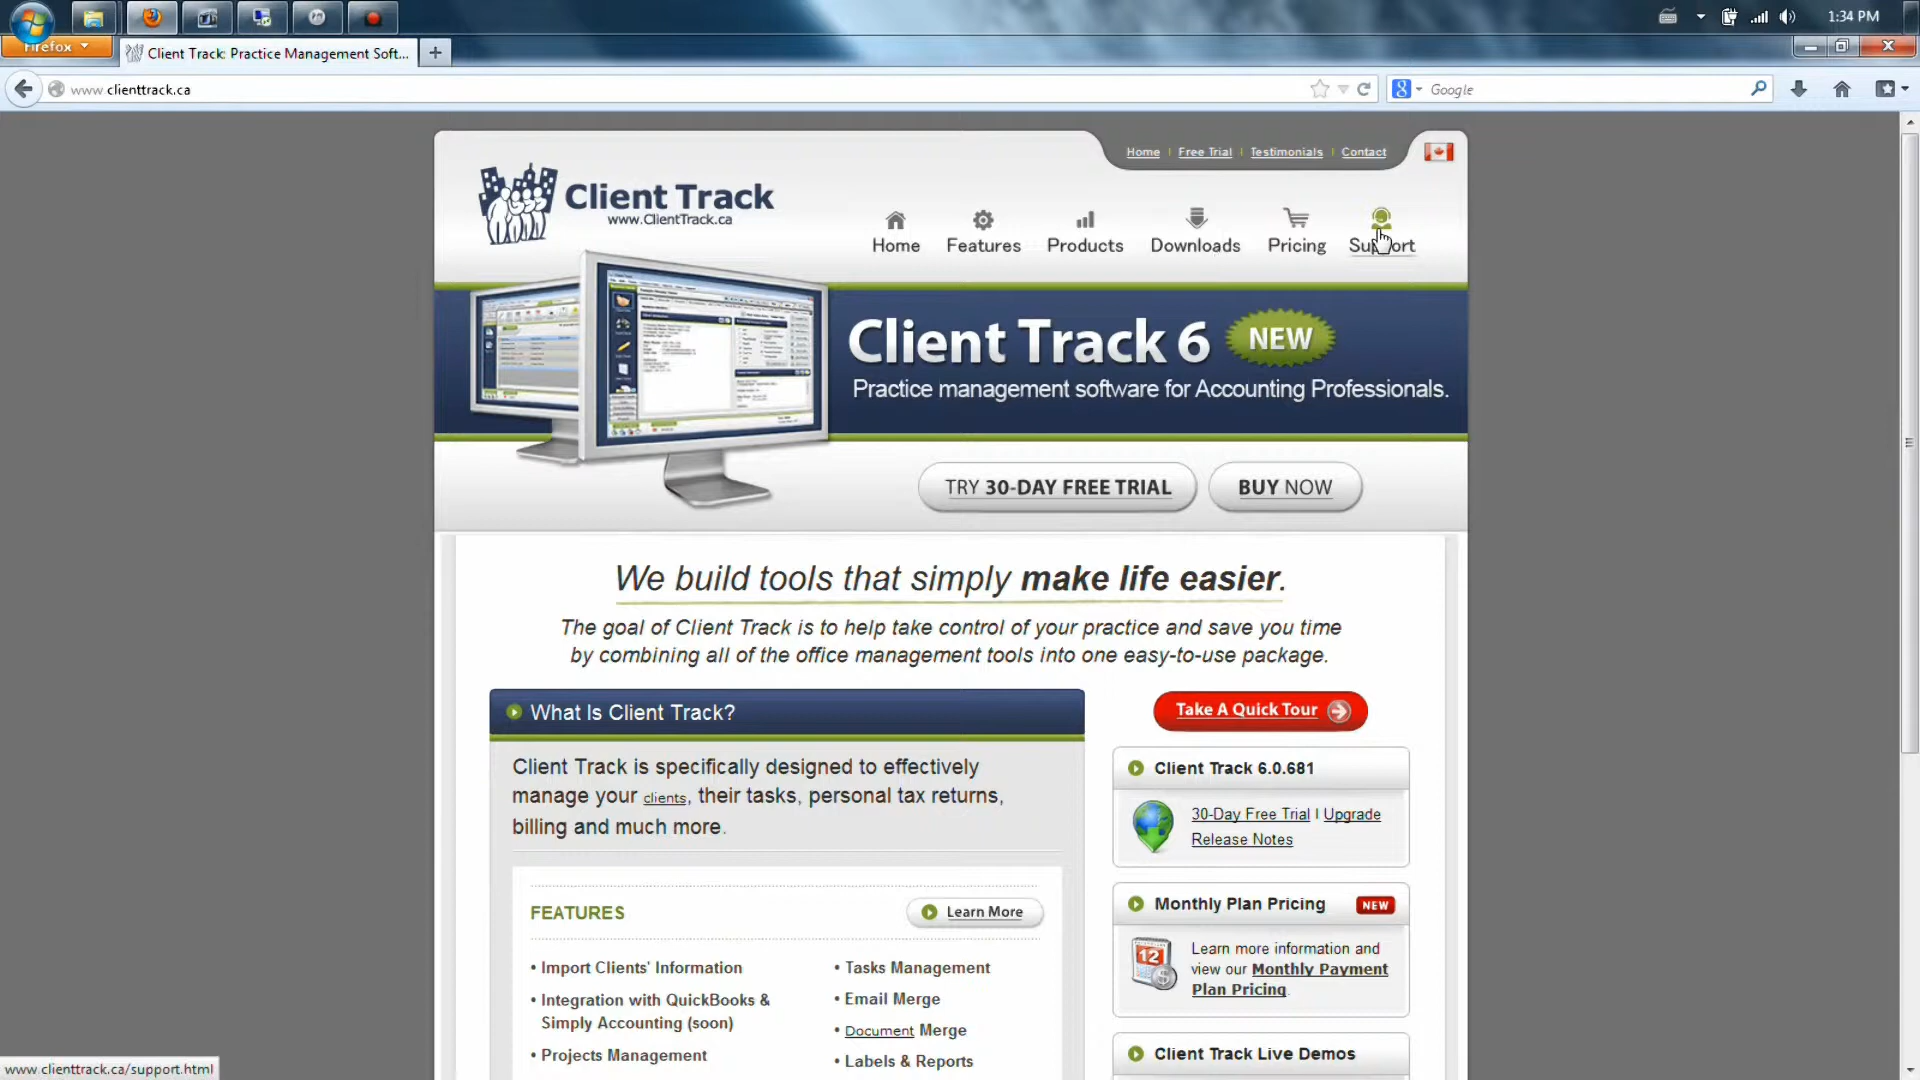 1:34 PM
Firefox
Client Track: Practice Management Soft...
www.clienttrack.ca
Google
Home | Free Trial | Testimonials | Contact
Client Track
www.ClientTrack.ca
Home Features Products Downloads Pricing Support
Client Track 6 NEW
Practice management software for Accounting Professionals.
TRY 30-DAY FREE TRIAL BUY NOW
We build tools that simply make life easier.
The goal of Client Track is to help take control of your practice and save you time
by combining all of the office management tools into one easy-to-use package.
What Is Client Track?
Client Track is specifically designed to effectively
manage your clients, their tasks, personal tax returns,
billing and much more.
FEATURES Learn More
• Import Clients' Information
• Integration with QuickBooks &
Simply Accounting (soon)
• Projects Management
• Tasks Management
• Email Merge
• Document Merge
• Labels & Reports
Take A Quick Tour
Client Track 6.0.681
30-Day Free Trial | Upgrade
Release Notes
Monthly Plan Pricing NEW
12
Learn more information and
view our Monthly Payment
Plan Pricing.
Client Track Live Demos
www.clienttrack.ca/support.html